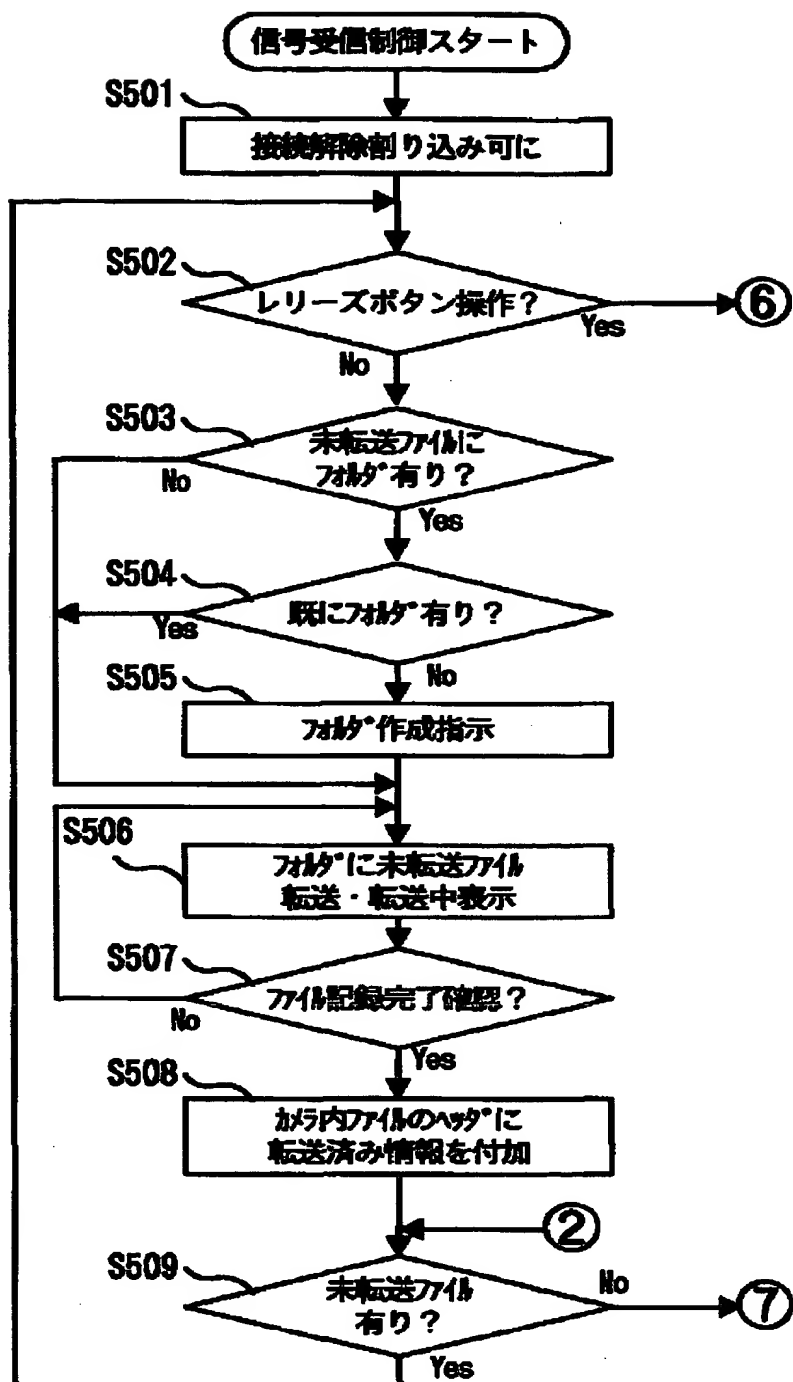 信号受信制御スタート
S501
接続解除割り込み可に
S502
レリーズボタン操作？
Yes
⑥
No
S503
未転送ファイルに
フォルダ有り？
No
Yes
S504
既にフォルダ有り？
Yes
No
S505
フォルダ作成指示
S506
フォルダに未転送ファイル
転送・転送中表示
S507
ファイル記録完了確認？
No
Yes
S508
カメラ内ファイルのヘッダに
転送済み情報を付加
②
S509
未転送ファイル
有り？
No
⑦
Yes